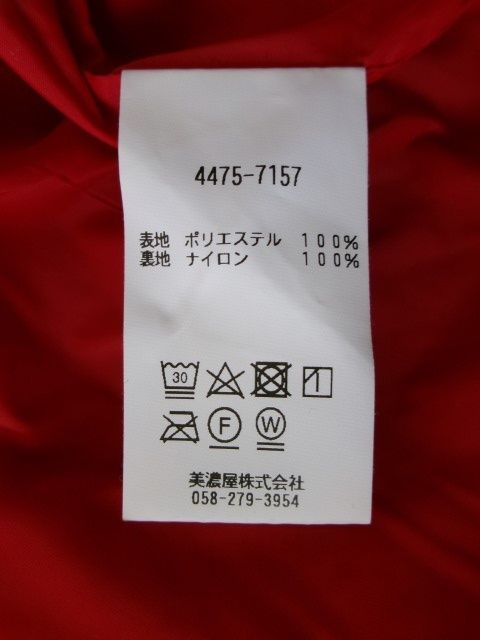 4475-7157
表地 ポリエステル 100%
裏地 ナイロン 100%
30
F W
美濃屋株式会社
058-279-3954